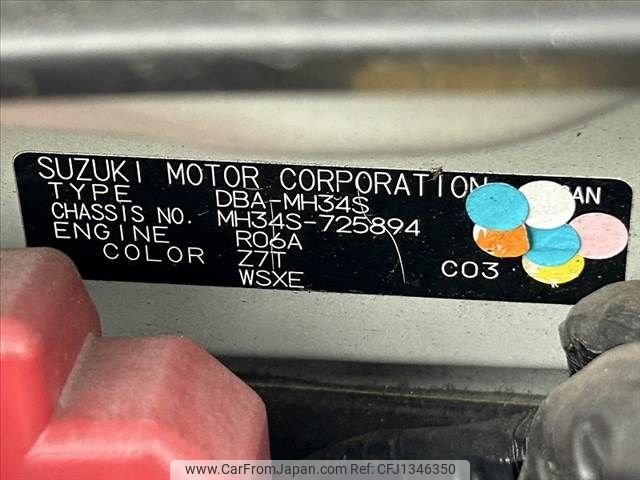 SUZUKI MOTOR CORPORATION
TYPE DBA-MH34S
CHASSIS NO. MH34S-725894
ENGINE R06A
COLOR Z7T C03
WSXE
www.CarFromJapan.com - CFJ1346350